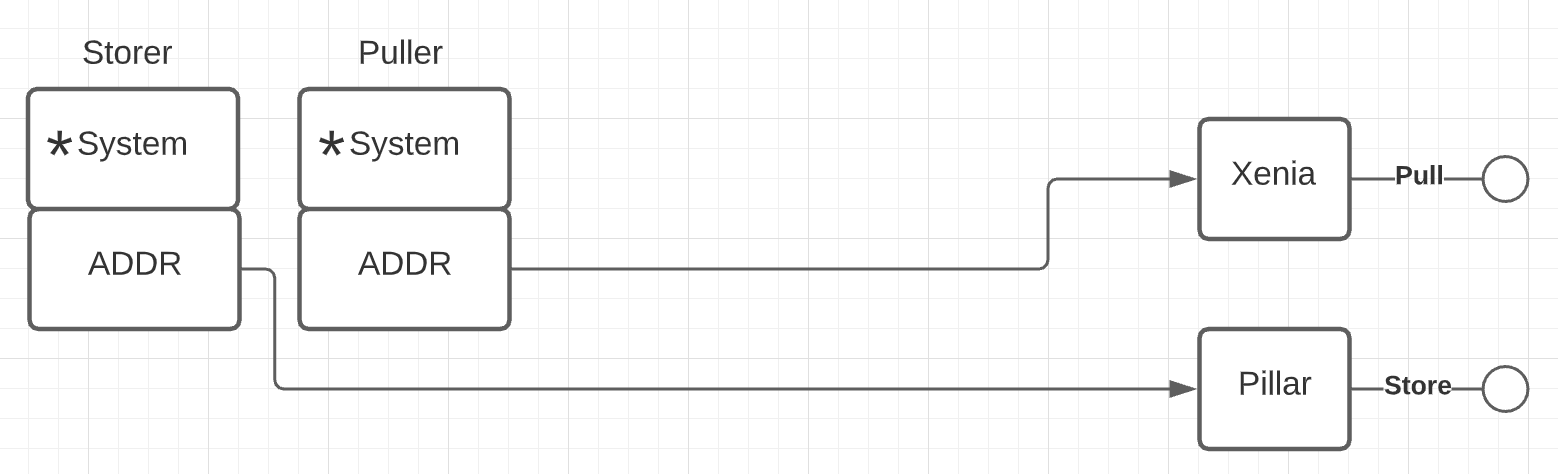 Storer
Puller
*System
*System
ADDR
ADDR
Xenia
Pull
Pillar
Store